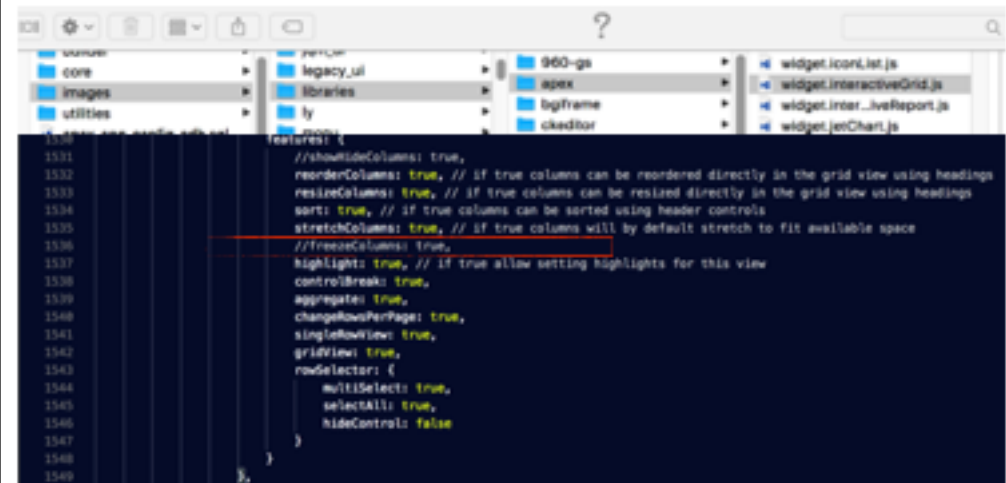 ?
960-gs
widget.iconList.js
core
legacy_ui
apex
widget.interactiveGrid.js
images
libraries
bgiframe
widget.inter...iveReport.js
utilities
ly
ckeditor
widget.jetChart.js
1530 features: {
1531 //showHideColumns: true,
1532 reorderColumns: true, // if true columns can be reordered directly in the grid view using headings
1533 resizeColumns: true, // if true columns can be resized directly in the grid view using headings
1534 sort: true, // if true columns can be sorted using header controls
1535 stretchColumns: true, // if true columns will by default stretch to fit available space
1536 //freezeColumns: true,
1537 highlight: true, // if true allow setting highlights for this view
1538 controlBreak: true,
1539 aggregate: true,
1540 changeRowsPerPage: true,
1541 singleRowView: true,
1542 gridView: true,
1543 rowSelector: {
1544 multiSelect: true,
1545 selectAll: true,
1546 hideControl: false
1547 }
1548 }
1549 },